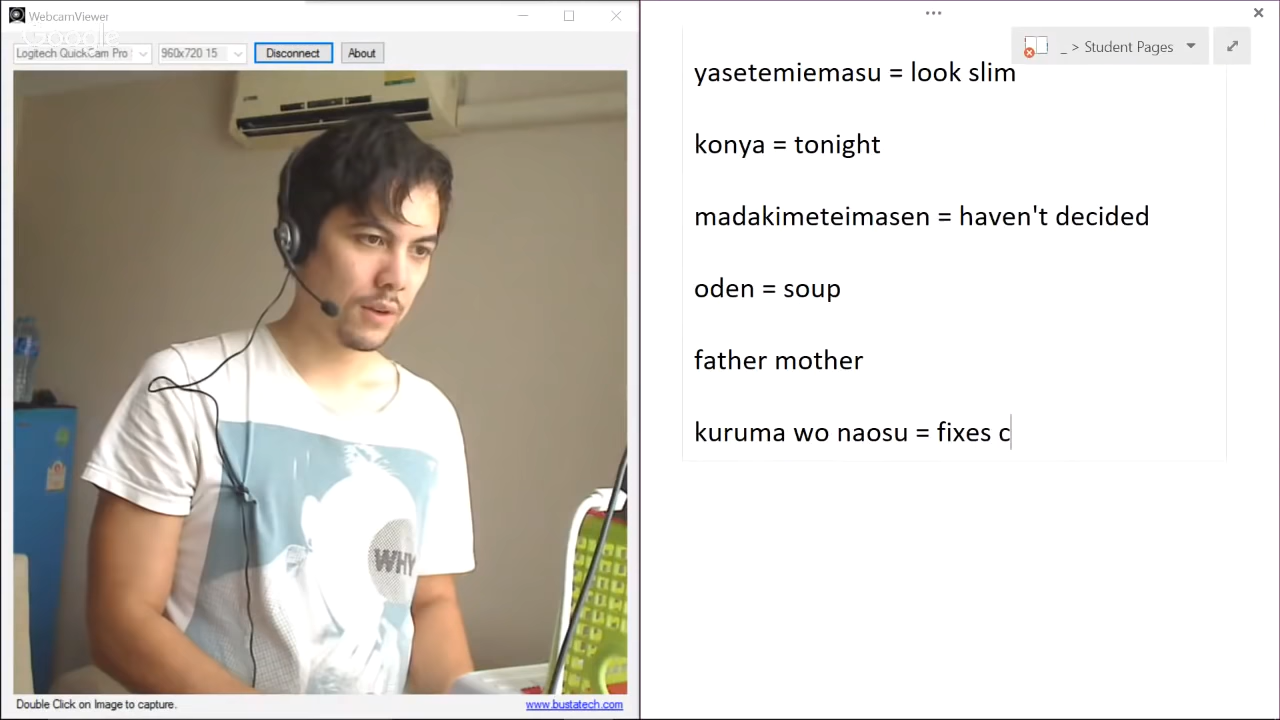 WebcamViewer
Google
Logitech QuickCam Pro
960x720 15
Disconnect
About
WHY
Double Click on Image to capture.
www.bustatech.com
_ > Student Pages
yasetemiemasu = look slim
konya = tonight
madakimeteimasen = haven't decided
oden = soup
father mother
kuruma wo naosu = fixes c